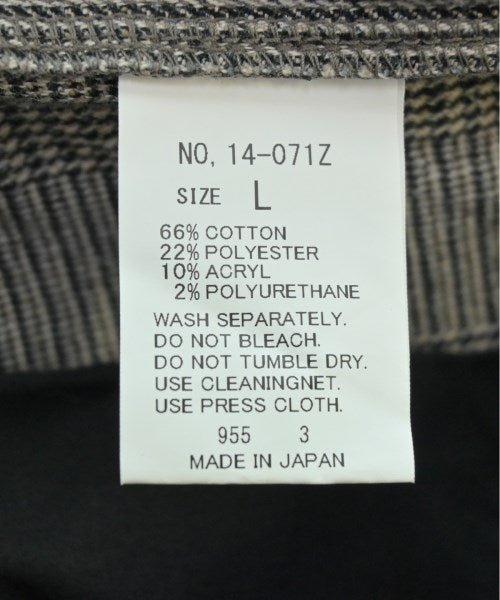 NO, 14-071Z
SIZE L
66% COTTON
22% POLYESTER
10% ACRYL
2% POLYURETHANE
WASH SEPARATELY.
DO NOT BLEACH.
DO NOT TUMBLE DRY.
USE CLEANINGNET.
USE PRESS CLOTH.
955 3
MADE IN JAPAN